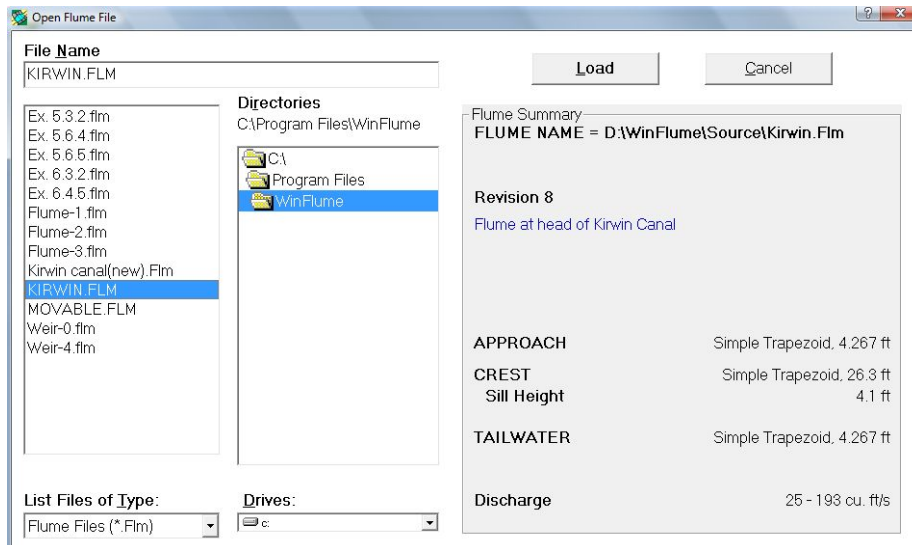 Open Flume File
File Name
KIRWIN.FLM
Load
Cancel
Ex. 5.3.2.flm
Ex. 5.6.4.flm
Ex. 5.6.5.flm
Ex. 6.3.2.flm
Ex. 6.4.5.flm
Flume-1.flm
Flume-2.flm
Flume-3.flm
Kirwin canal(new).Flm
KIRWIN.FLM
MOVABLE.FLM
Weir-0.flm
Weir-4.flm
Directories
C:\Program Files\WinFlume
C:\
Program Files
WinFlume
Flume Summary
FLUME NAME = D:\WinFlume\Source\Kirwin.Flm
Revision 8
Flume at head of Kirwin Canal
APPROACH Simple Trapezoid, 4.267 ft
CREST Simple Trapezoid, 26.3 ft
Sill Height 4.1 ft
TAILWATER Simple Trapezoid, 4.267 ft
Discharge 25 - 193 cu. ft/s
List Files of Type:
Flume Files (*.Flm)
Drives:
c: